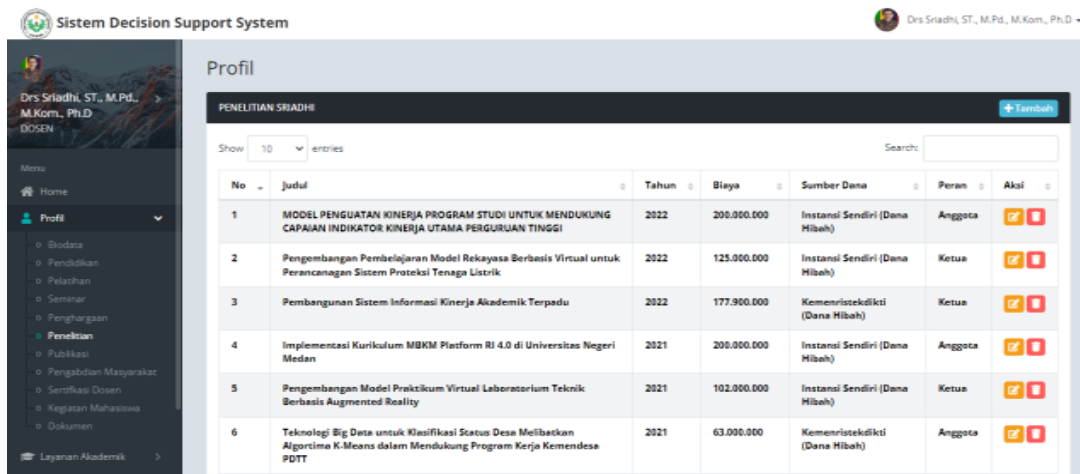 Sistem Decision Support System
Drs Sriadhi, ST., M.Pd., M.Kom., Ph.D
Drs Sriadhi, ST., M.Pd.,
M.Kom., Ph.D
DOSEN
Menu
Home
Profil
Biodata
Pendidikan
Pelatihan
Seminar
Penghargaan
Penelitian
Publikasi
Pengabdian Masyarakat
Sertifikasi Dosen
Kegiatan Mahasiswa
Dokumen
Layanan Akademik
Profil
PENELITIAN SRIADHI
+ Tambah
Show 10 entries
Search:
No Judul Tahun Biaya Sumber Dana Peran Aksi
1 MODEL PENGUATAN KINERJA PROGRAM STUDI UNTUK MENDUKUNG 2022 200.000.000 Instansi Sendiri (Dana Anggota
CAPAIAN INDIKATOR KINERJA UTAMA PERGURUAN TINGGI Hibah)
2 Pengembangan Pembelajaran Model Rekayasa Berbasis Virtual untuk 2022 125.000.000 Instansi Sendiri (Dana Ketua
Perancanagan Sistem Proteksi Tenaga Listrik Hibah)
3 Pembangunan Sistem Informasi Kinerja Akademik Terpadu 2022 177.900.000 Kemenristekdikti Ketua
(Dana Hibah)
4 Implementasi Kurikulum MBKM Platform RI 4.0 di Universitas Negeri 2021 200.000.000 Instansi Sendiri (Dana Anggota
Medan Hibah)
5 Pengembangan Model Praktikum Virtual Laboratorium Teknik 2021 102.000.000 Instansi Sendiri (Dana Ketua
Berbasis Augmented Reality Hibah)
6 Teknologi Big Data untuk Klasifikasi Status Desa Melibatkan 2021 63.000.000 Kemenristekdikti Anggota
Algortima K-Means dalam Mendukung Program Kerja Kemendesa (Dana Hibah)
PDTT